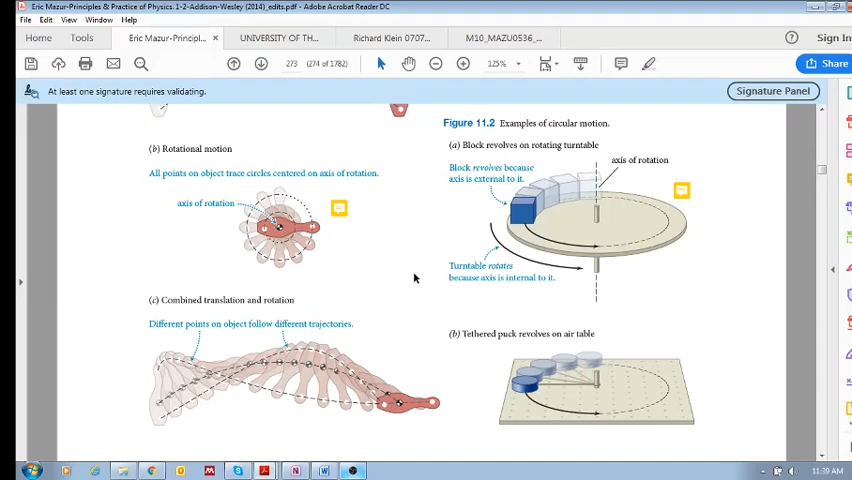 Eric Mazur-Principles & Practice of Physics. 1-2-Addison-Wesley (2014)_edits.pdf - Adobe Acrobat Reader DC
File Edit View Window Help
Home Tools Eric Mazur-Principl... × UNIVERSITY OF TH... Richard Klein 0707... M10_MAZU0536_... Sign In
273 (274 of 1782) 125% Share
At least one signature requires validating. Signature Panel
Figure 11.2 Examples of circular motion.
(b) Rotational motion
All points on object trace circles centered on axis of rotation.
axis of rotation
(a) Block revolves on rotating turntable
Block revolves because
axis is external to it.
axis of rotation
Turntable rotates
because axis is internal to it.
(c) Combined translation and rotation
Different points on object follow different trajectories.
(b) Tethered puck revolves on air table
11:39 AM